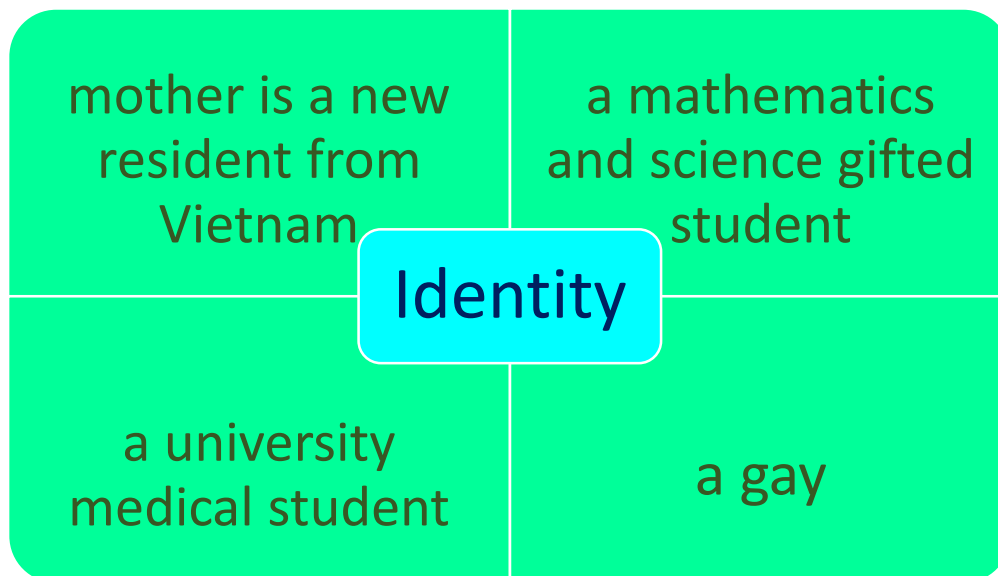 mother is a new
resident from
Vietnam
a mathematics
and science gifted
student
Identity
a university
medical student
a gay